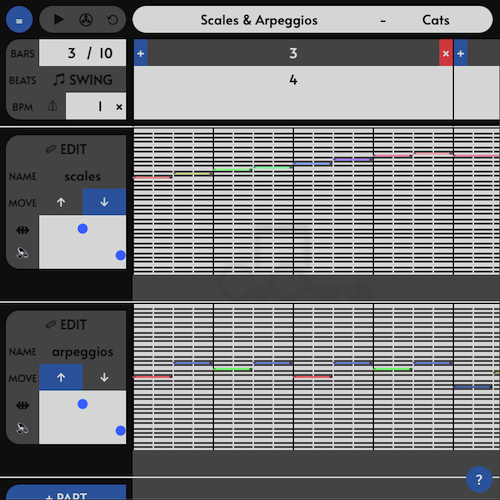 Scales & Arpeggios - Cats
BARS 3 / 10
+ 3 × +
BEATS SWING 4
BPM 1 ×
EDIT
NAME scales
MOVE ↑ ↓
EDIT
NAME arpeggios
MOVE ↑ ↓
+ PART
?